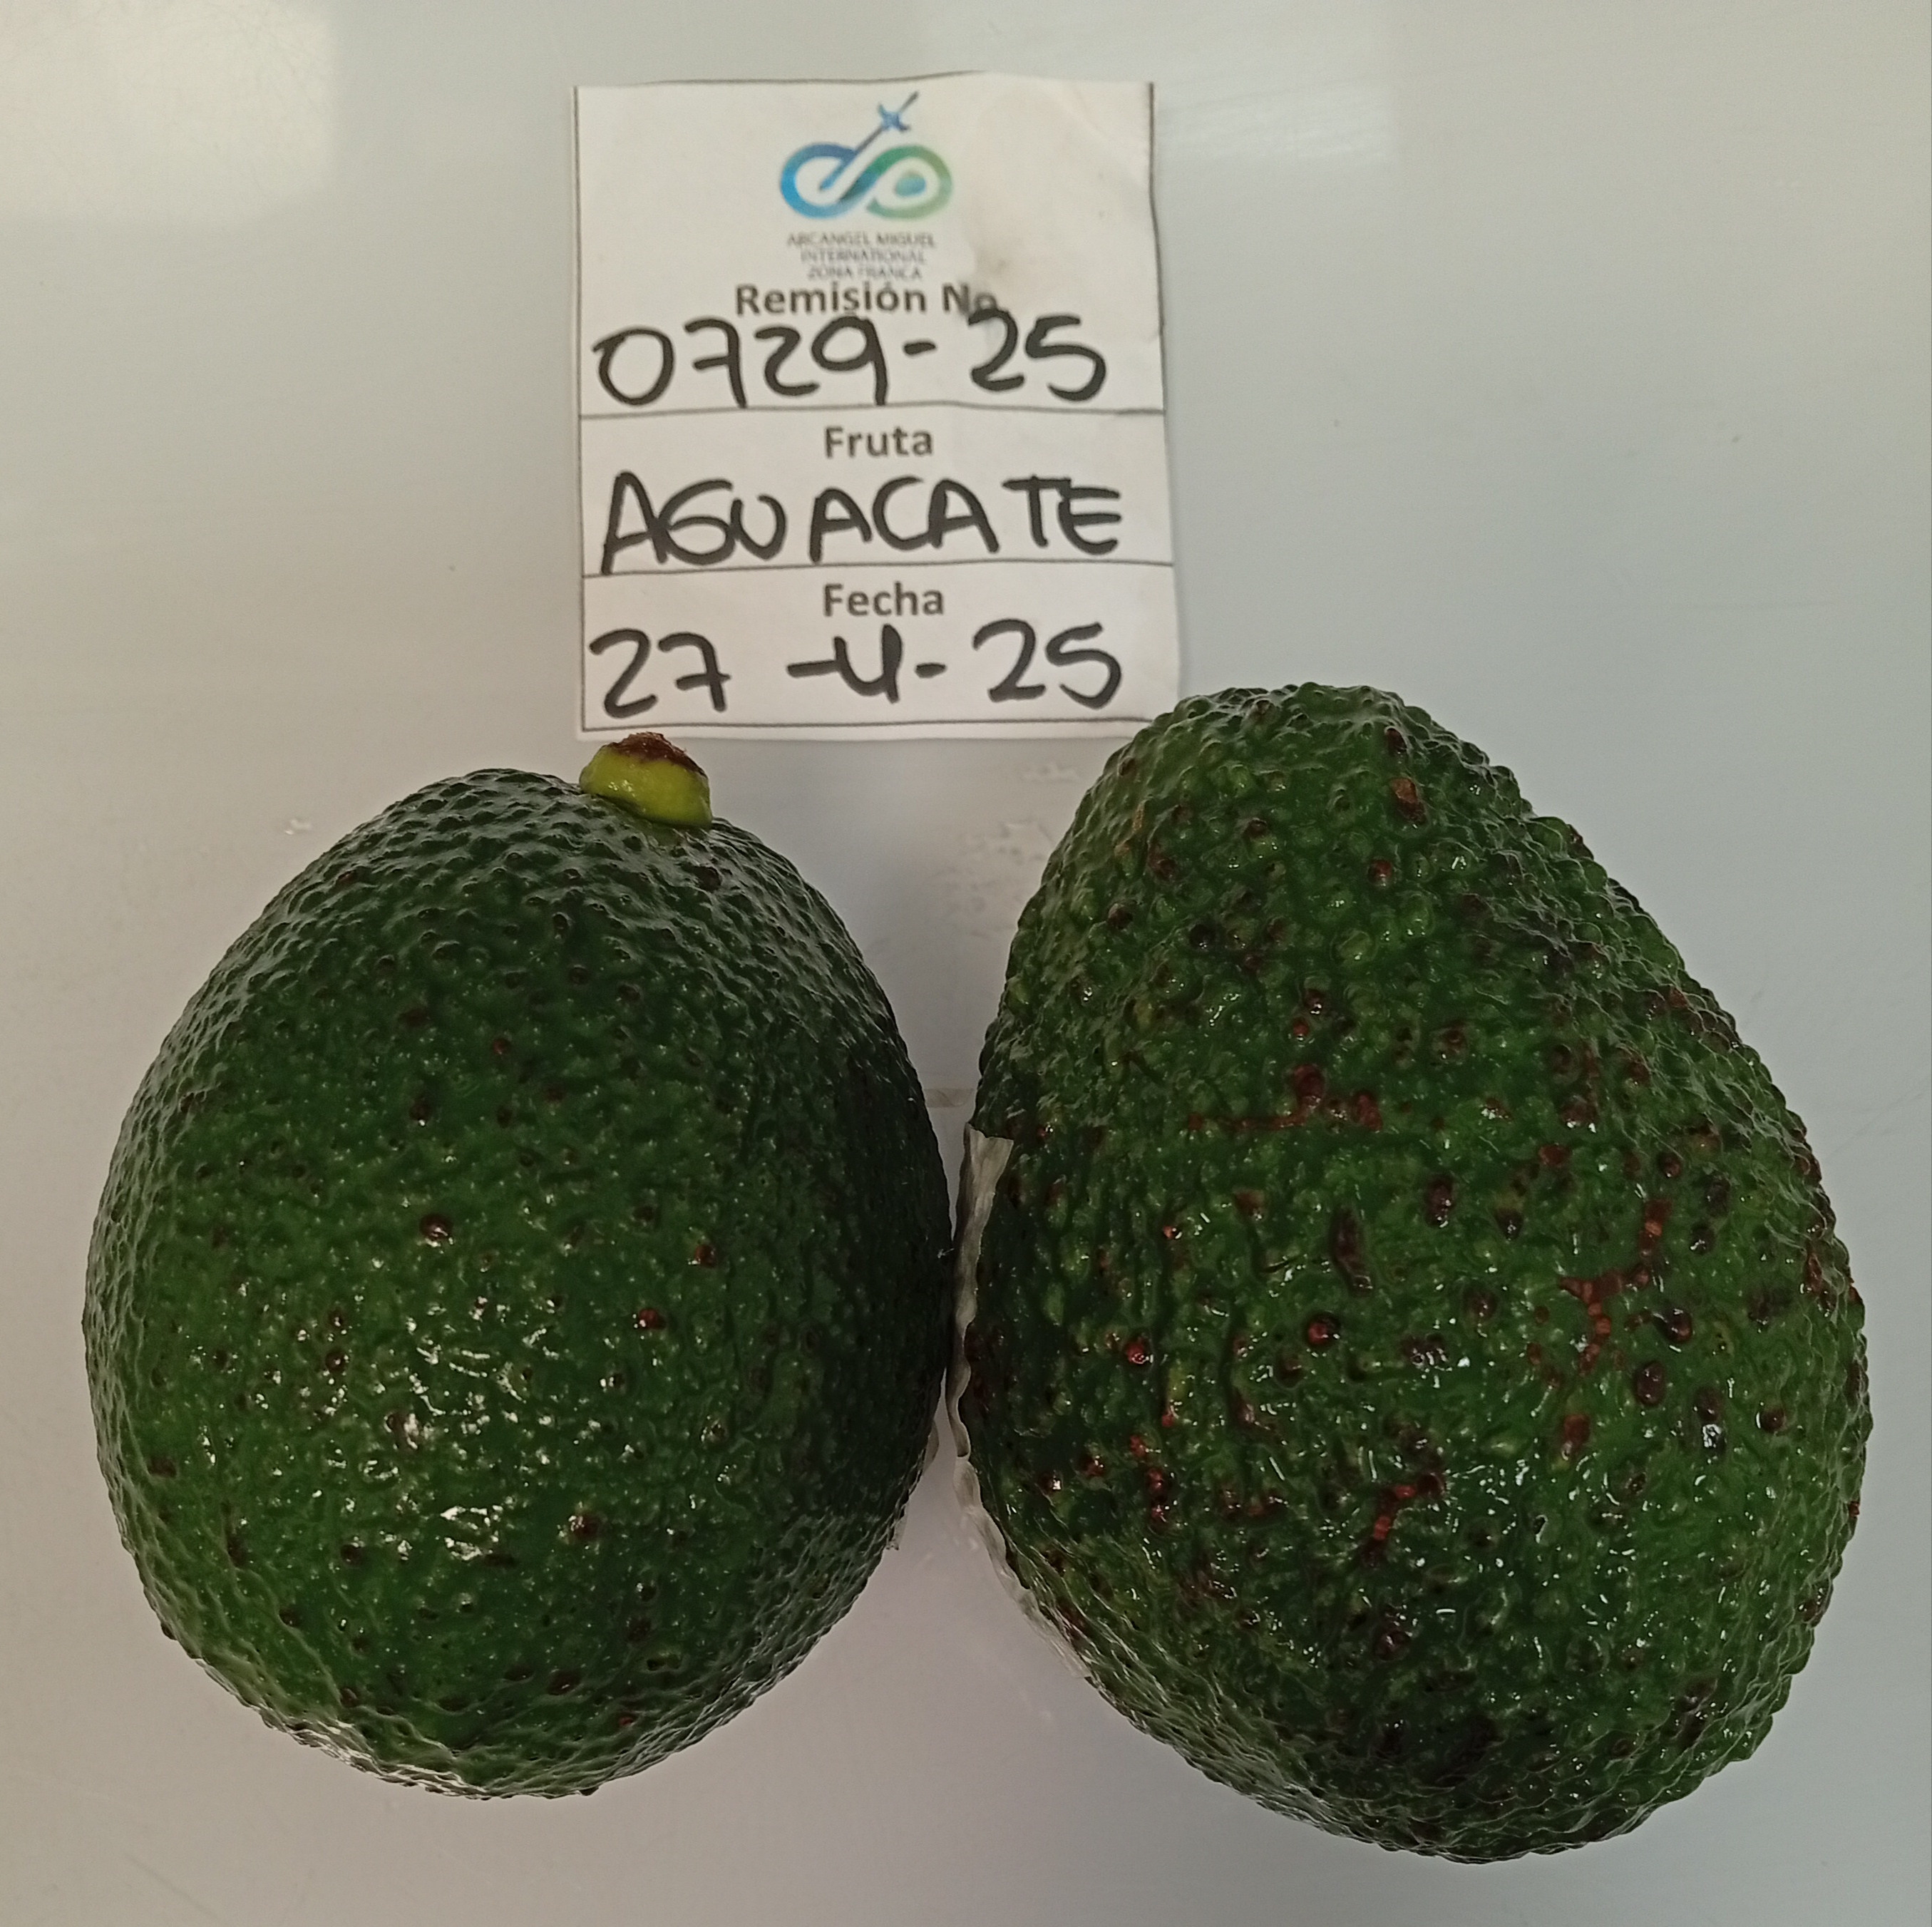 ARCANGEL MIGUEL
INTERNATIONAL
ZONA FRANCA
Remisión No
0729-25
Fruta
AGUACATE
Fecha
27-4-25